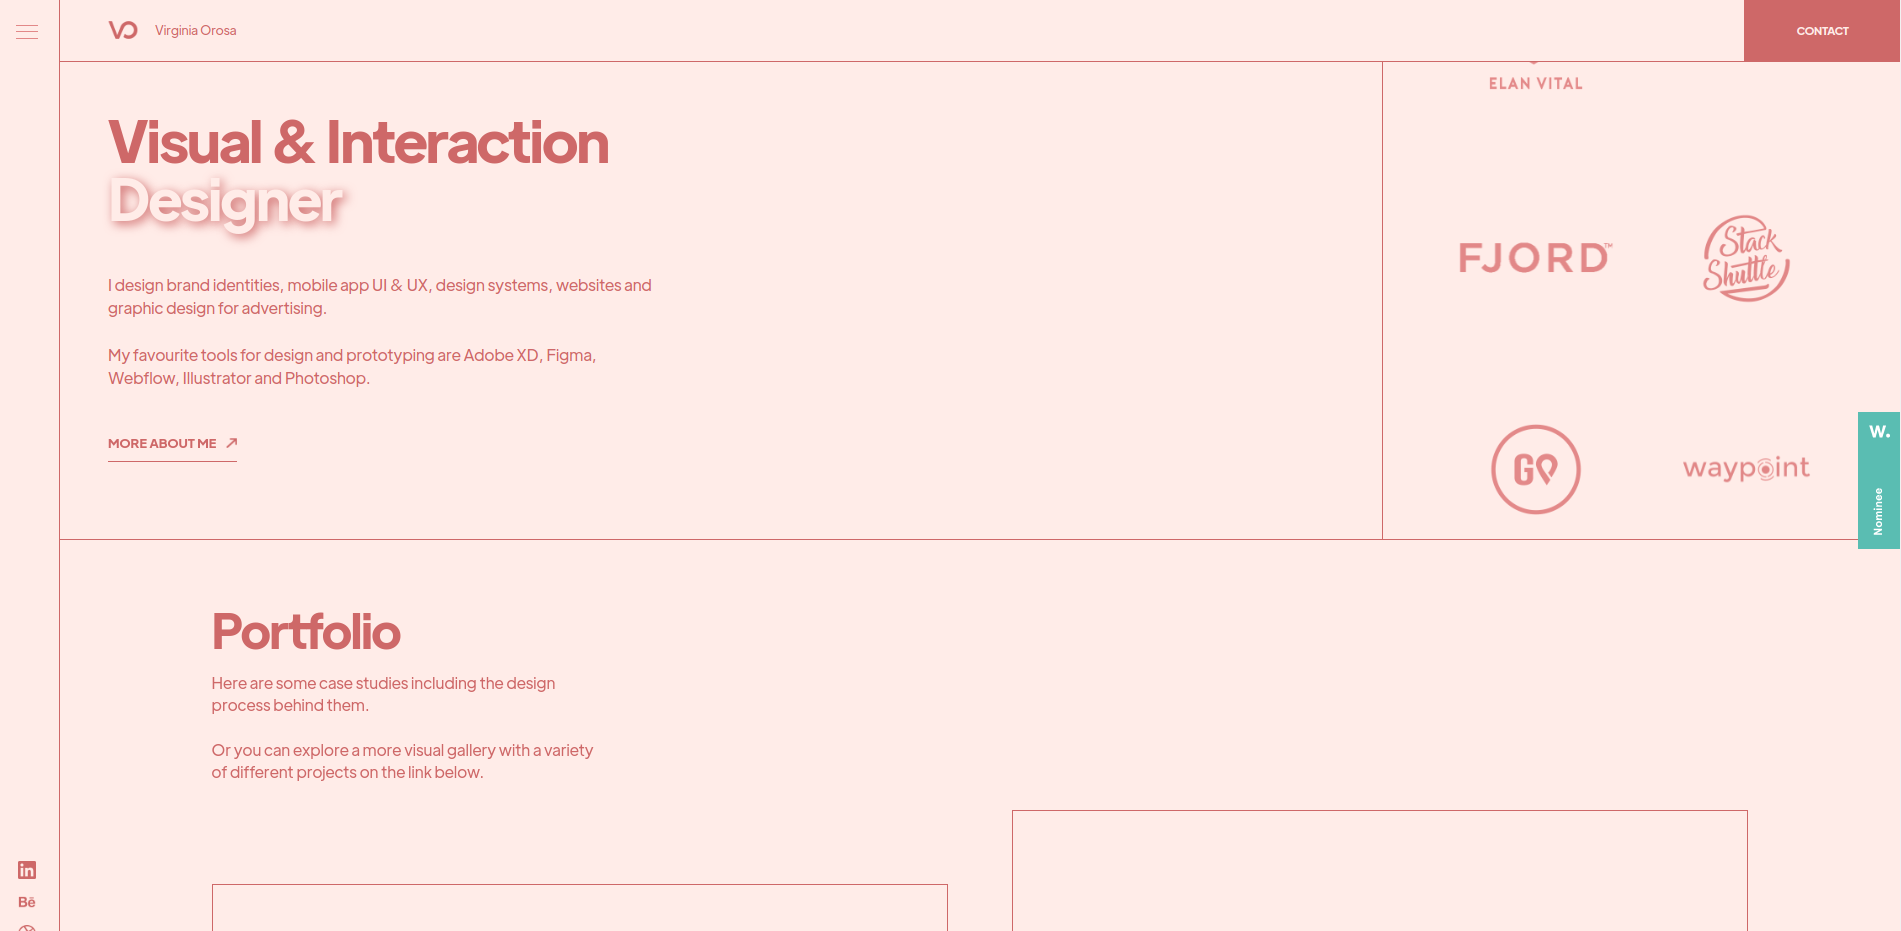 Virginia Orosa
CONTACT
Visual & Interaction
Designer
I design brand identities, mobile app UI & UX, design systems, websites and
graphic design for advertising.
My favourite tools for design and prototyping are Adobe XD, Figma,
Webflow, Illustrator and Photoshop.
MORE ABOUT ME
ELAN VITAL
FJORD™
Stack
Shuttle
GO
waypoint
W.
Nominee
Portfolio
Here are some case studies including the design
process behind them.
Or you can explore a more visual gallery with a variety
of different projects on the link below.
in
Bē